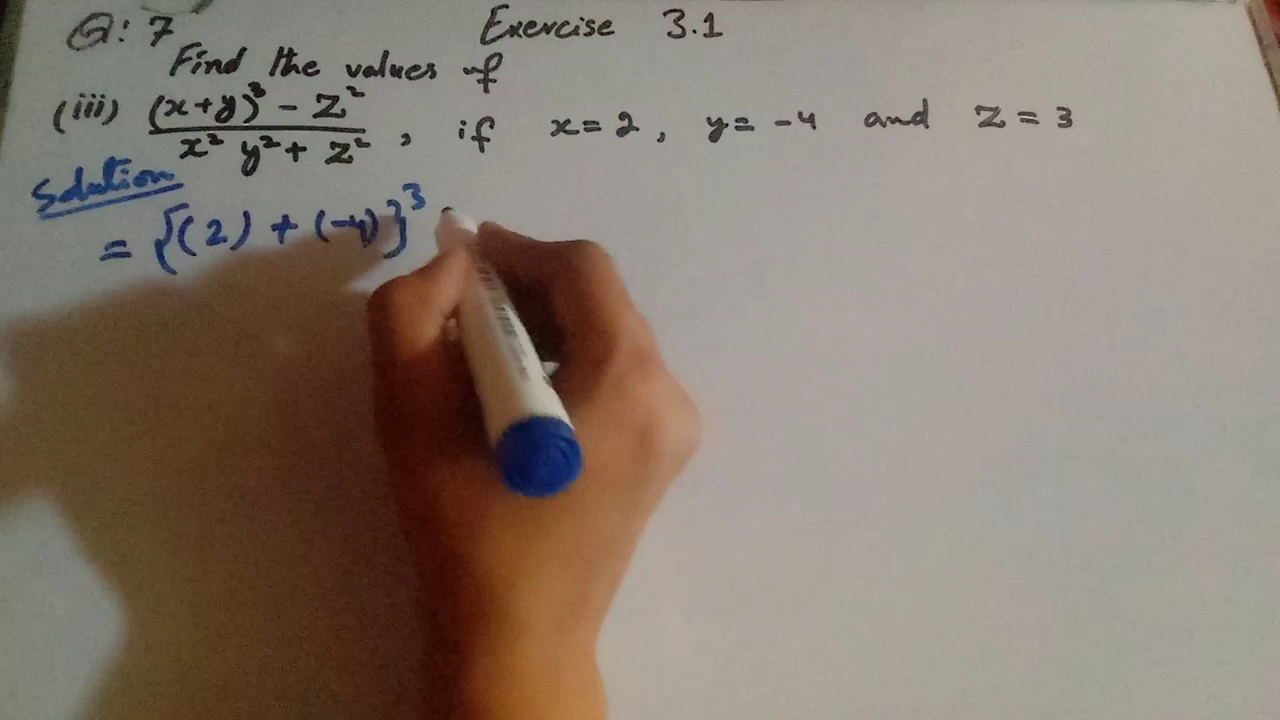 Q: 7 Exercise 3.1
Find the values of
(iii) (x+y)³ - z² / x² y² + z² , if x=2, y=-4 and z=3
Solution
= {(2) + (-4)}³